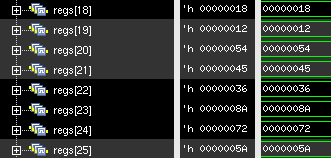 regs[18] 'h 00000018 00000018
regs[19] 'h 00000012 00000012
regs[20] 'h 00000054 00000054
regs[21] 'h 00000045 00000045
regs[22] 'h 00000036 00000036
regs[23] 'h 0000008A 0000008A
regs[24] 'h 00000072 00000072
regs[25] 'h 0000005A 0000005A